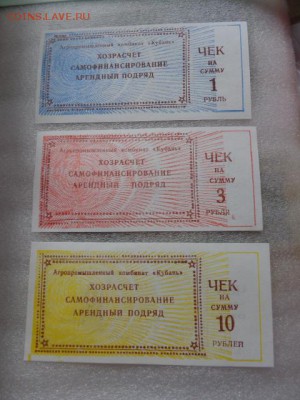 COINS.LAVE.RU
Агропромышленный комбинат «Кубань»
ХОЗРАСЧЕТ
САМОФИНАНСИРОВАНИЕ
АРЕНДНЫЙ ПОДРЯД
ЧЕК
НА
СУММУ
1
РУБЛЬ
Агропромышленный комбинат «Кубань»
ХОЗРАСЧЕТ
САМОФИНАНСИРОВАНИЕ
АРЕНДНЫЙ ПОДРЯД
ЧЕК
НА
СУММУ
3
РУБЛЯ
Агропромышленный комбинат «Кубань»
ХОЗРАСЧЕТ
САМОФИНАНСИРОВАНИЕ
АРЕНДНЫЙ ПОДРЯД
ЧЕК
НА
СУММУ
10
РУБЛЕЙ